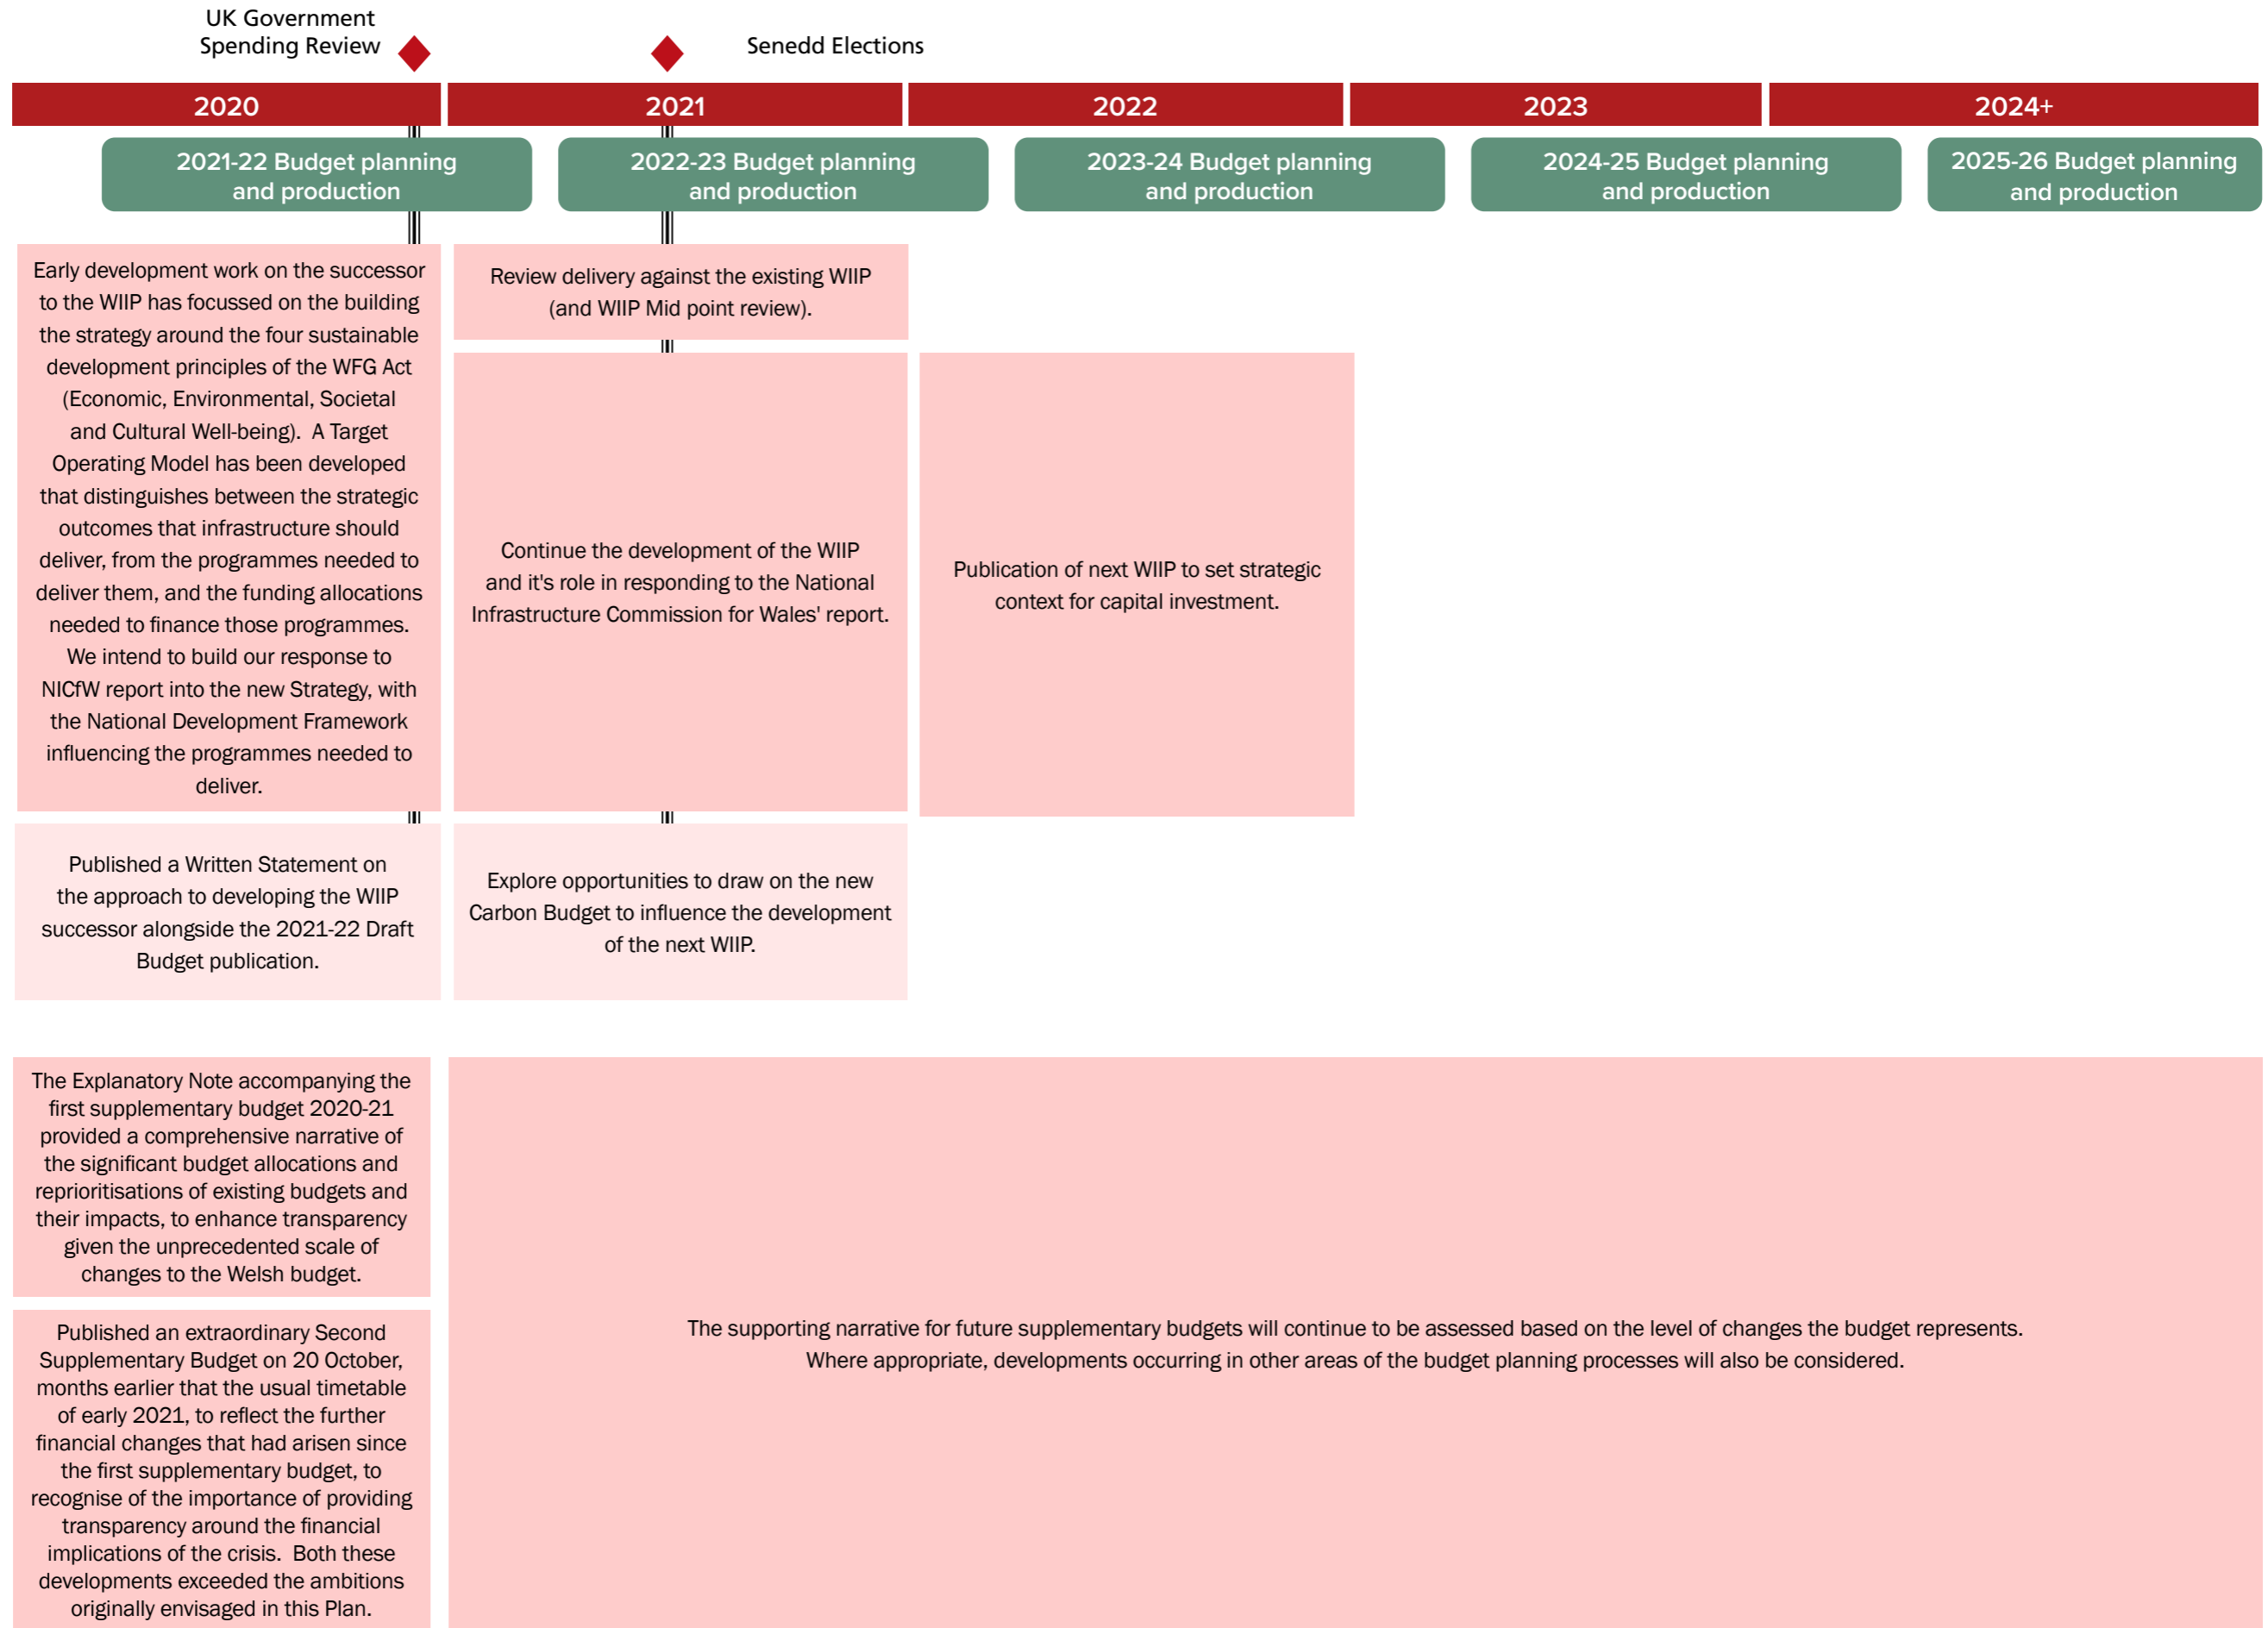 UK Government
Spending Review
Senedd Elections
2020
2021
2022
2023
2024+
2021-22 Budget planning
and production
2022-23 Budget planning
and production
2023-24 Budget planning
and production
2024-25 Budget planning
and production
2025-26 Budget planning
and production
Early development work on the successor
to the WIIP has focussed on the building
the strategy around the four sustainable
development principles of the WFG Act
(Economic, Environmental, Societal
and Cultural Well-being).  A Target
Operating Model has been developed
that distinguishes between the strategic
outcomes that infrastructure should
deliver, from the programmes needed to
deliver them, and the funding allocations
needed to finance those programmes.
We intend to build our response to
NICfW report into the new Strategy, with
the National Development Framework
influencing the programmes needed to
deliver.
Review delivery against the existing WIIP
(and WIIP Mid point review).
Continue the development of the WIIP
and it's role in responding to the National
Infrastructure Commission for Wales' report.
Publication of next WIIP to set strategic
context for capital investment.
Published a Written Statement on
the approach to developing the WIIP
successor alongside the 2021-22 Draft
Budget publication.
Explore opportunities to draw on the new
Carbon Budget to influence the development
of the next WIIP.
The Explanatory Note accompanying the
first supplementary budget 2020-21
provided a comprehensive narrative of
the significant budget allocations and
reprioritisations of existing budgets and
their impacts, to enhance transparency
given the unprecedented scale of
changes to the Welsh budget.
Published an extraordinary Second
Supplementary Budget on 20 October,
months earlier that the usual timetable
of early 2021, to reflect the further
financial changes that had arisen since
the first supplementary budget, to
recognise of the importance of providing
transparency around the financial
implications of the crisis.  Both these
developments exceeded the ambitions
originally envisaged in this Plan.
The supporting narrative for future supplementary budgets will continue to be assessed based on the level of changes the budget represents.
Where appropriate, developments occurring in other areas of the budget planning processes will also be considered.